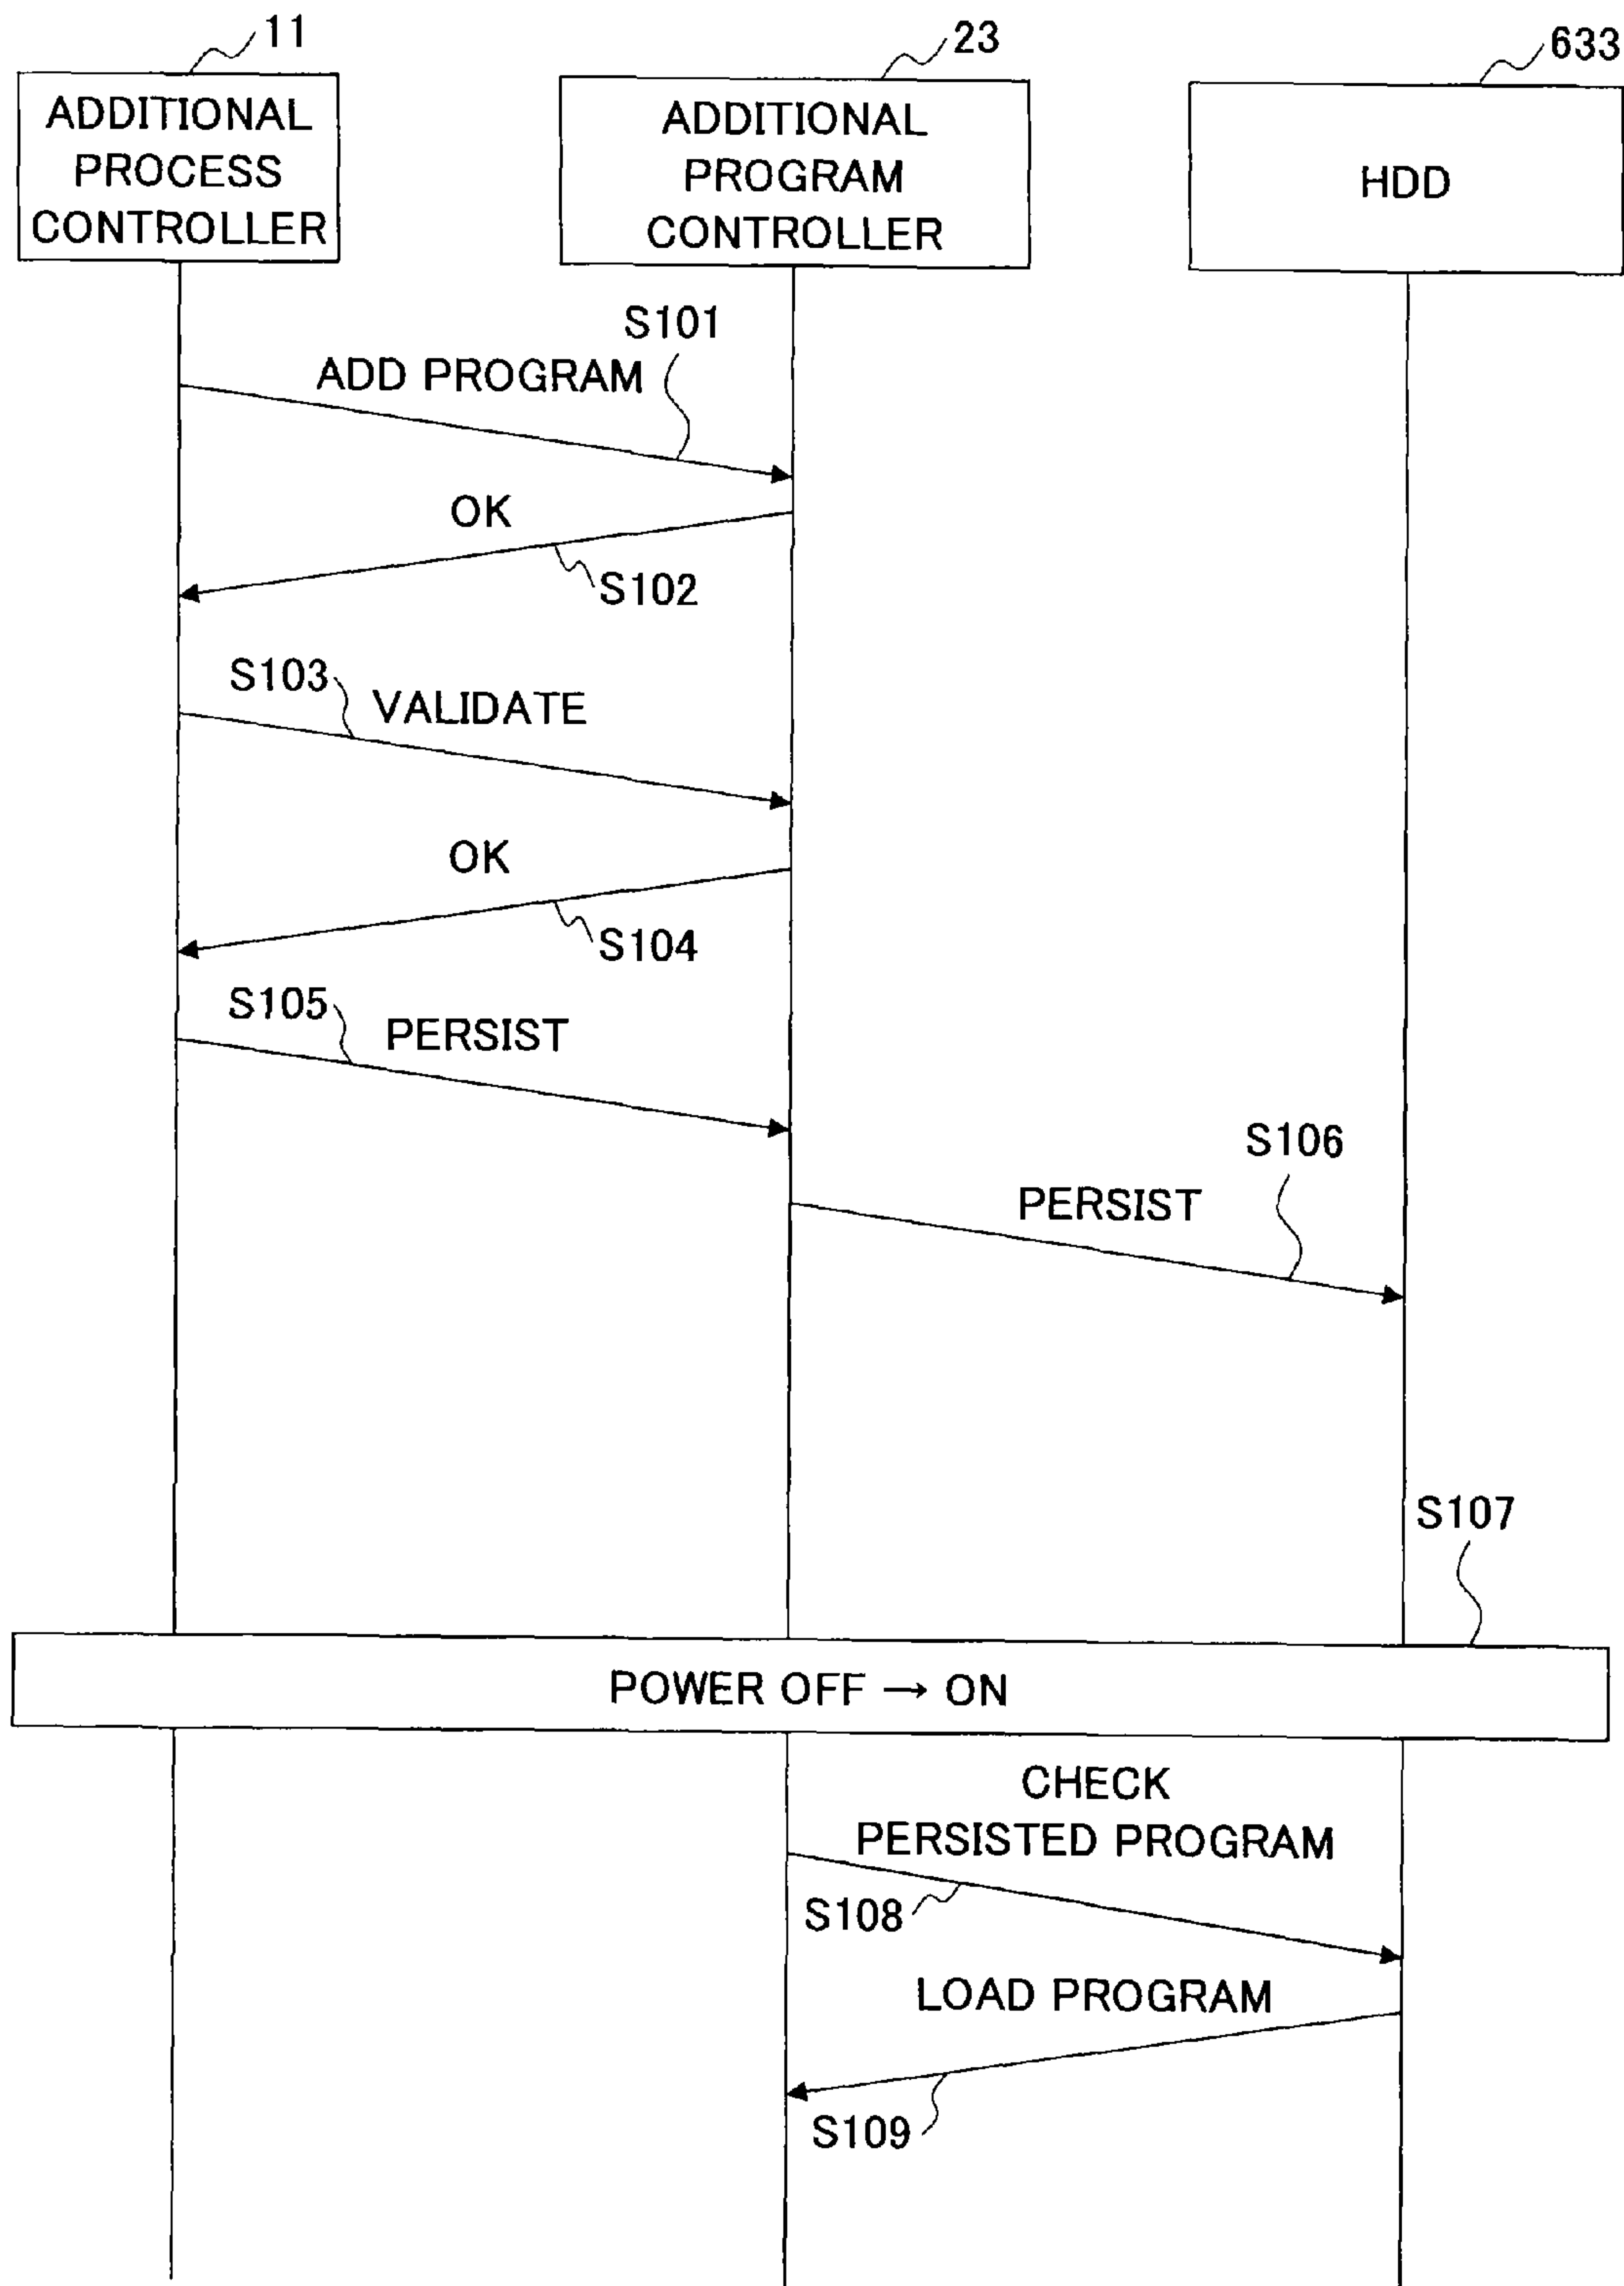 11
23
633
ADDITIONAL
PROCESS
CONTROLLER
ADDITIONAL
PROGRAM
CONTROLLER
HDD
S101
ADD PROGRAM
OK
S102
S103
VALIDATE
OK
S104
S105
PERSIST
S106
PERSIST
S107
POWER OFF → ON
CHECK
PERSISTED PROGRAM
S108
LOAD PROGRAM
S109